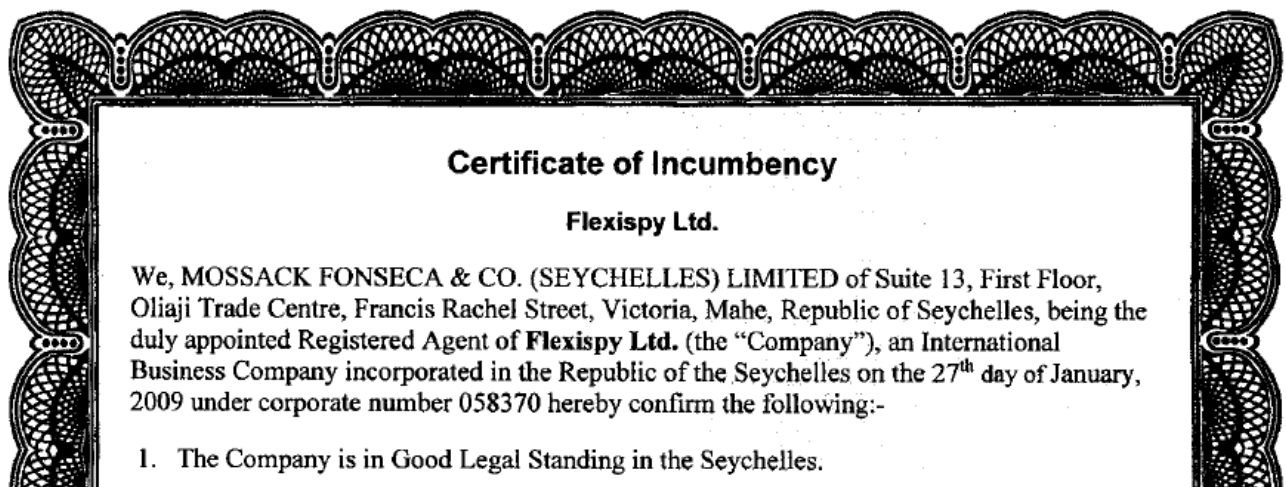 Certificate of Incumbency
Flexispy Ltd.
We, MOSSACK FONSECA & CO. (SEYCHELLES) LIMITED of Suite 13, First Floor,
Oliaji Trade Centre, Francis Rachel Street, Victoria, Mahe, Republic of Seychelles, being the
duly appointed Registered Agent of Flexispy Ltd. (the “Company”), an International
Business Company incorporated in the Republic of the Seychelles on the 27th day of January,
2009 under corporate number 058370 hereby confirm the following:-
1. The Company is in Good Legal Standing in the Seychelles.